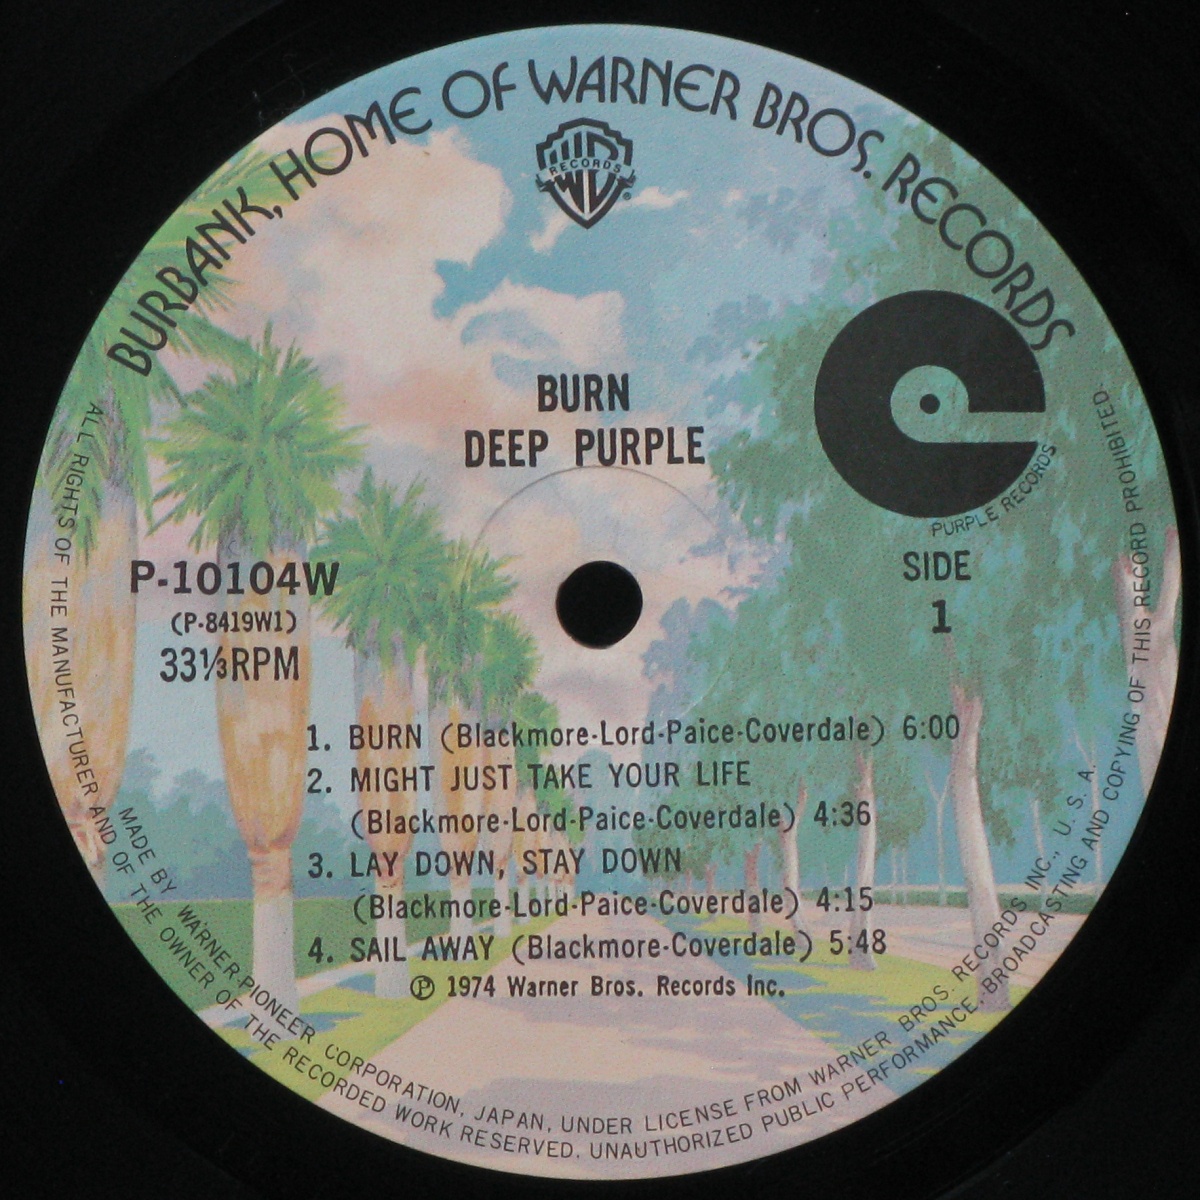 BURBANK, HOME OF WARNER BROS. RECORDS
WB
RECORDS
®
BURN
DEEP PURPLE
PURPLE RECORDS
P-10104W
(P-8419W1)
33⅓RPM
SIDE
1
1. BURN (Blackmore-Lord-Paice-Coverdale) 6:00
2. MIGHT JUST TAKE YOUR LIFE
(Blackmore-Lord-Paice-Coverdale) 4:36
3. LAY DOWN, STAY DOWN
(Blackmore-Lord-Paice-Coverdale) 4:15
4. SAIL AWAY (Blackmore-Coverdale) 5:48
Ⓟ 1974 Warner Bros. Records Inc.
MADE BY WARNER-PIONEER CORPORATION, JAPAN, UNDER LICENSE FROM WARNER BROS. RECORDS INC., U. S. A.
ALL RIGHTS OF THE MANUFACTURER AND OF THE OWNER OF THE RECORDED WORK RESERVED. UNAUTHORIZED PUBLIC PERFORMANCE, BROADCASTING AND COPYING OF THIS RECORD PROHIBITED.